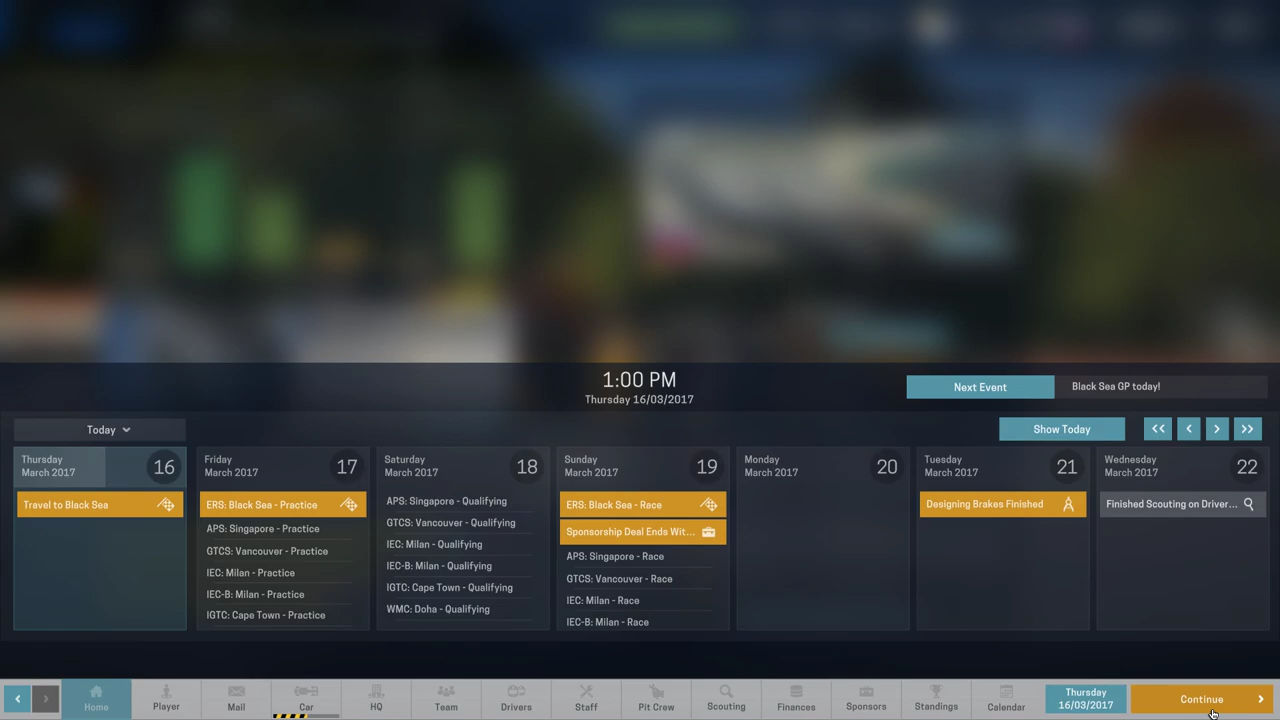 1:00 PM
Thursday 16/03/2017
Next Event
Black Sea GP today!
Today
Show Today
Thursday
March 2017
16
Travel to Black Sea
Friday
March 2017
17
ERS: Black Sea - Practice
APS: Singapore - Practice
GTCS: Vancouver - Practice
IEC: Milan - Practice
IEC-B: Milan - Practice
IGTC: Cape Town - Practice
Saturday
March 2017
18
APS: Singapore - Qualifying
GTCS: Vancouver - Qualifying
IEC: Milan - Qualifying
IEC-B: Milan - Qualifying
IGTC: Cape Town - Qualifying
WMC: Doha - Qualifying
Sunday
March 2017
19
ERS: Black Sea - Race
Sponsorship Deal Ends Wit...
APS: Singapore - Race
GTCS: Vancouver - Race
IEC: Milan - Race
IEC-B: Milan - Race
Monday
March 2017
20
Tuesday
March 2017
21
Designing Brakes Finished
Wednesday
March 2017
22
Finished Scouting on Driver...
Home
Player
Mail
Car
HQ
Team
Drivers
Staff
Pit Crew
Scouting
Finances
Sponsors
Standings
Calendar
Thursday
16/03/2017
Continue